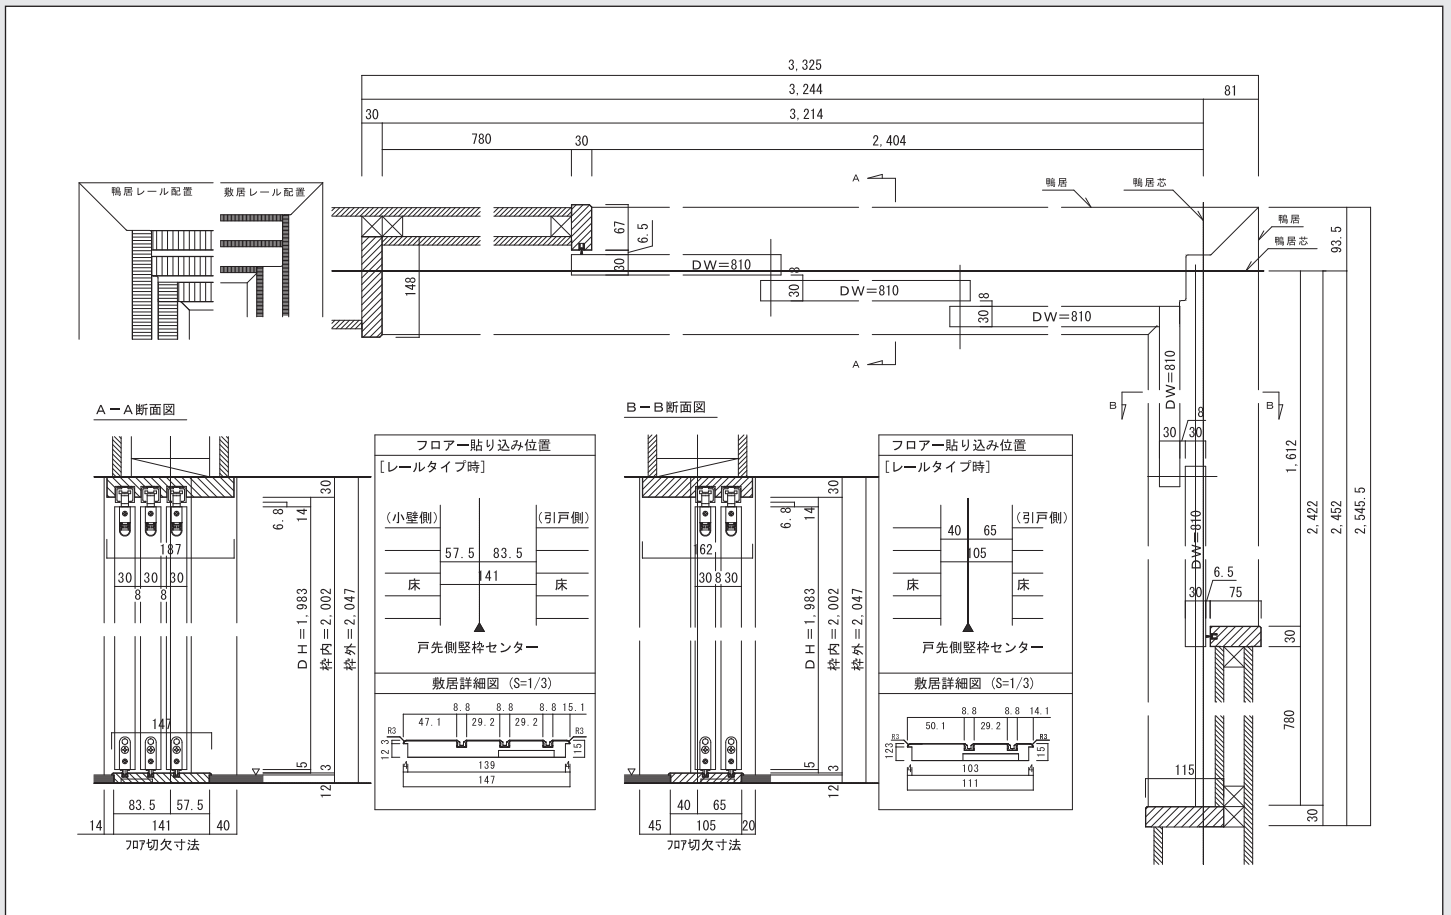 3,325
3,244
81
30
3,214
780
30
2,404
鴨居レール配置
敷居レール配置
A
鴨居
鴨居芯
鴨居
鴨居芯
93.5
67
6.5
30
148
DW=810
8
30
DW=810
8
30
DW=810
A
DW=810
B
B
8
30
30
1,612
2,422
2,452
2,545.5
DW=810
6.5
30
75
30
780
115
30
A-A断面図
30
6.8
14
187
30
30
30
8
8
DH=1,983
枠内=2,002
枠外=2,047
147
5
3
12
83.5
57.5
14
141
40
フロア切欠寸法
フロアー貼り込み位置
[レールタイプ時]
(小壁側)
(引戸側)
57.5
83.5
141
床
床
戸先側竪枠センター
敷居詳細図 (S=1/3)
8.8
8.8
8.8
15.1
47.1
29.2
29.2
R3
R3
12
3
15
4
139
4
147
B-B断面図
30
6.8
14
162
30
8
30
DH=1,983
枠内=2,002
枠外=2,047
5
3
12
40
65
45
105
20
フロア切欠寸法
フロアー貼り込み位置
[レールタイプ時]
(引戸側)
40
65
105
床
床
戸先側竪枠センター
敷居詳細図 (S=1/3)
8.8
8.8
14.1
50.1
29.2
R3
R3
12
3
15
4
103
4
111